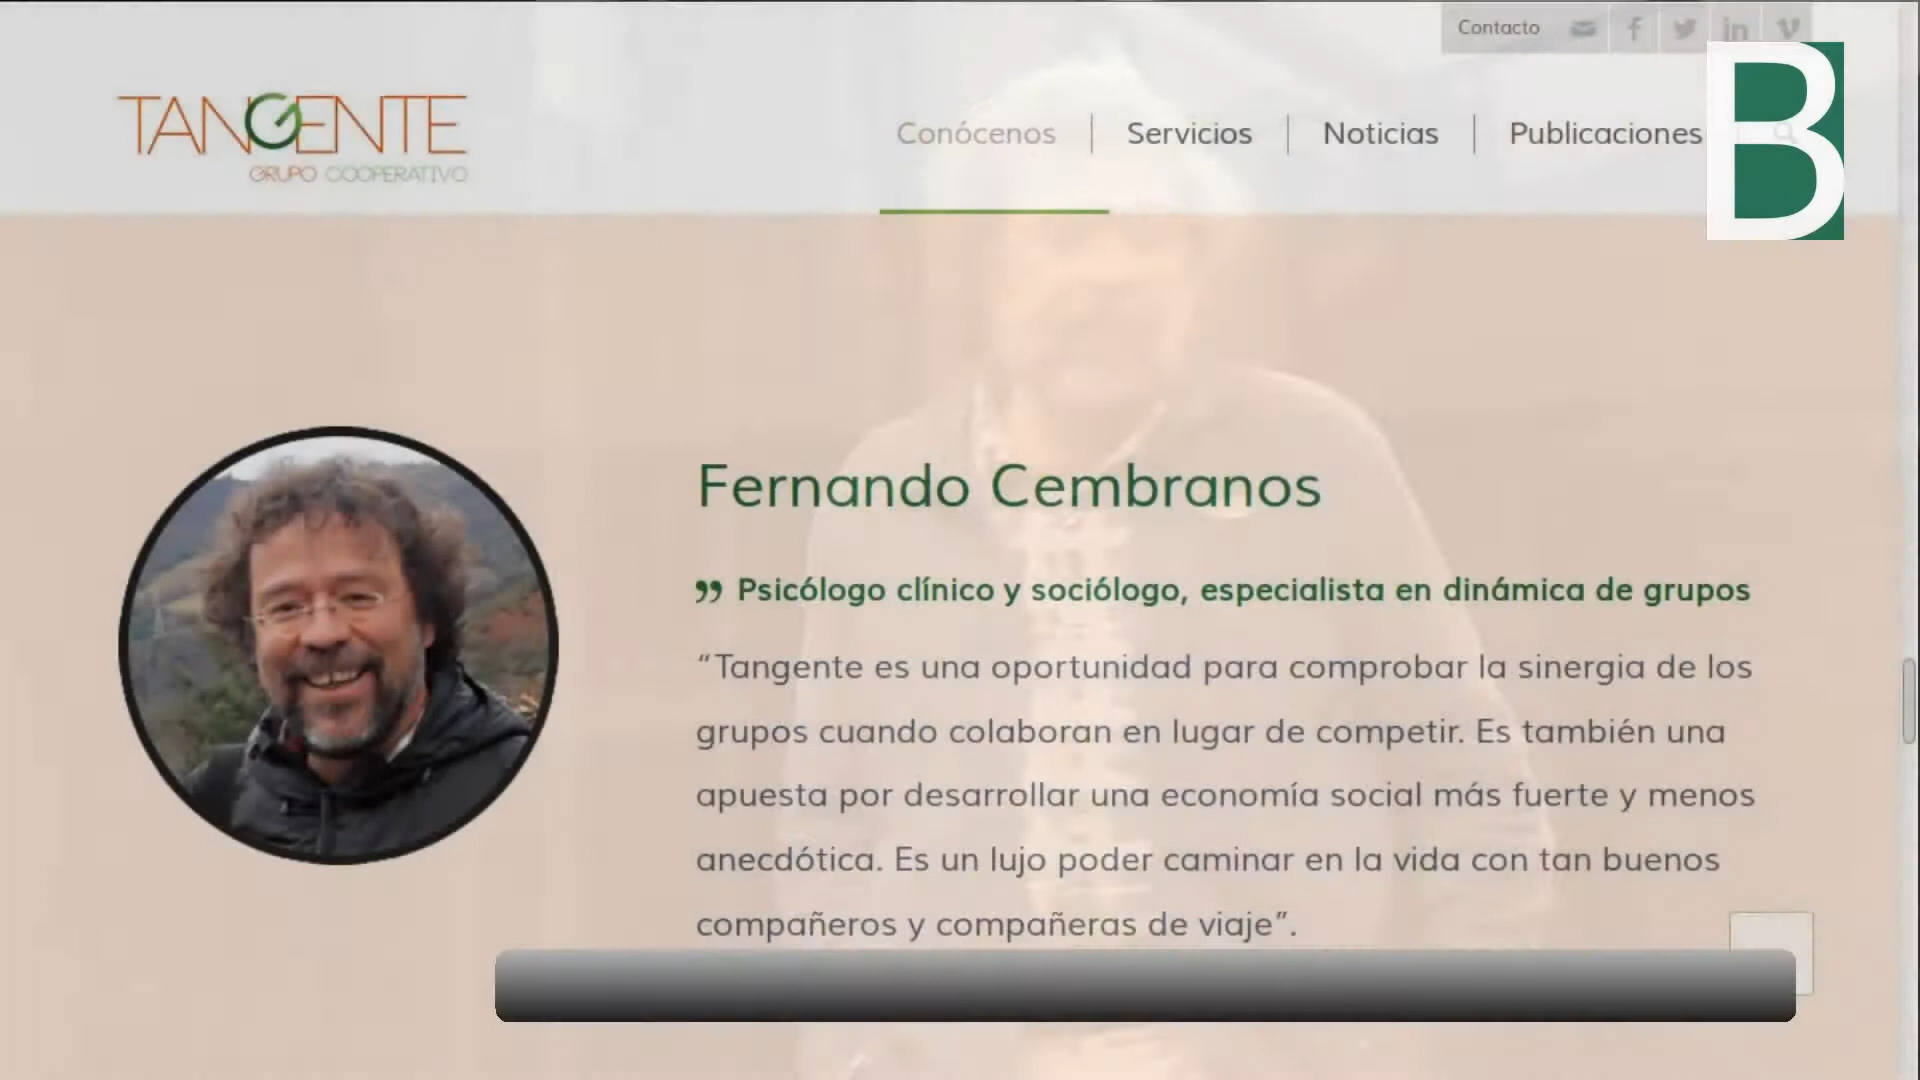 Contacto
TANGENTE
GRUPO COOPERATIVO
Conócenos
Servicios
Noticias
Publicaciones
B
Fernando Cembranos
” Psicólogo clínico y sociólogo, especialista en dinámica de grupos
“Tangente es una oportunidad para comprobar la sinergia de los
grupos cuando colaboran en lugar de competir. Es también una
apuesta por desarrollar una economía social más fuerte y menos
anecdótica. Es un lujo poder caminar en la vida con tan buenos
compañeros y compañeras de viaje”.